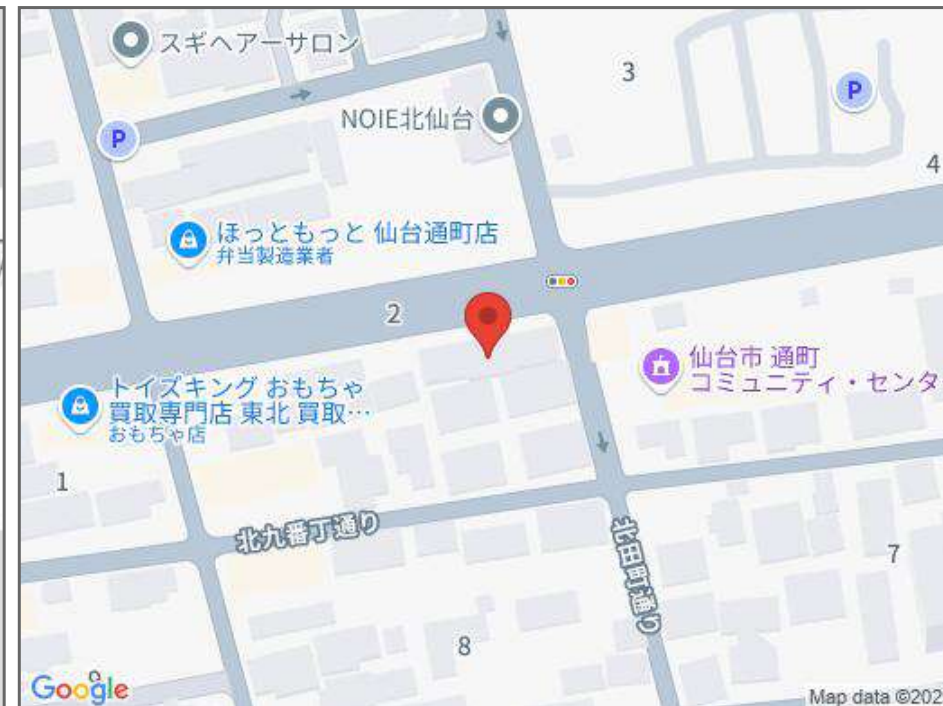 スギヘアーサロン
3
P
NOIE北仙台
P
4
ほっともっと 仙台通町店
弁当製造業者
2
仙台市 通町
コミュニティ・センタ
トイズキング おもちゃ
買取専門店 東北 買取…
おもちゃ店
1
北九番丁通り
北田町通り
7
8
Google
Map data ©202